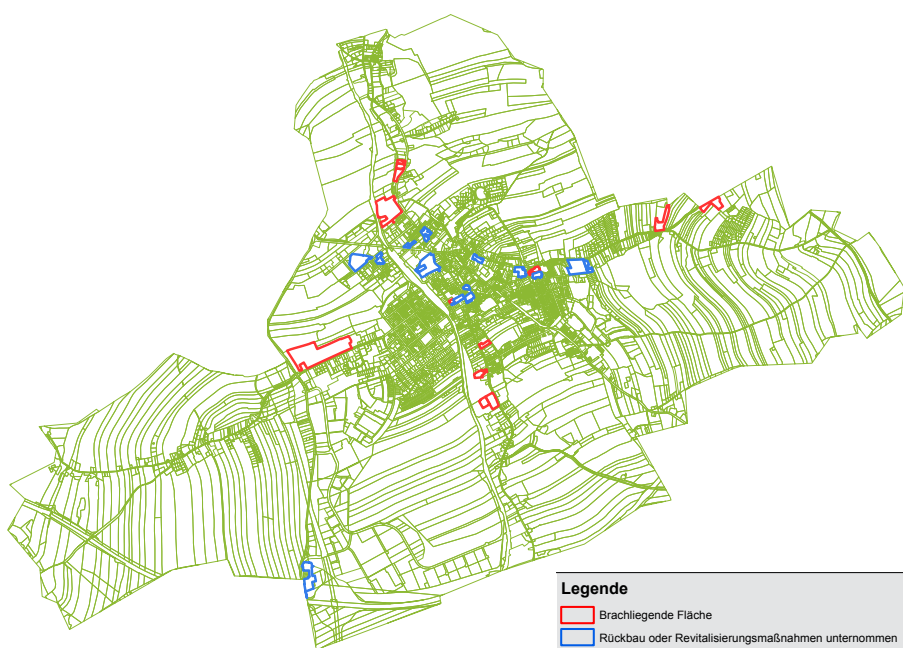 Legende
Brachliegende Fläche
Rückbau oder Revitalisierungsmaßnahmen unternommen